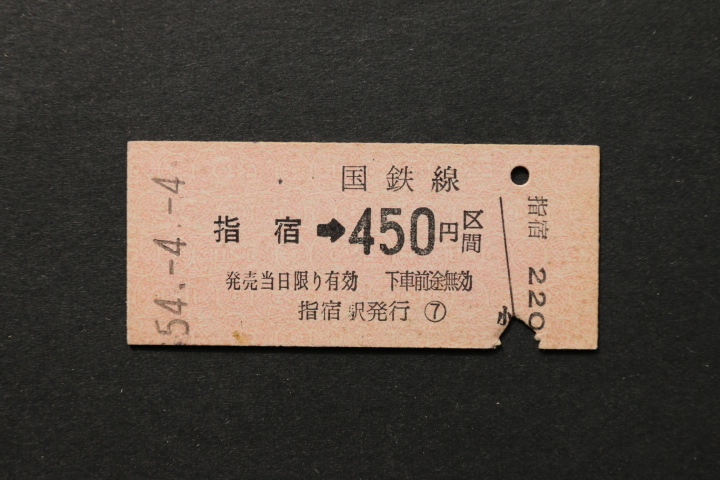 54.-4.-4.
国鉄線
指宿➡450円区間
発売当日限り有効 下車前途無効
指宿駅発行 ⑦
指宿 220
小